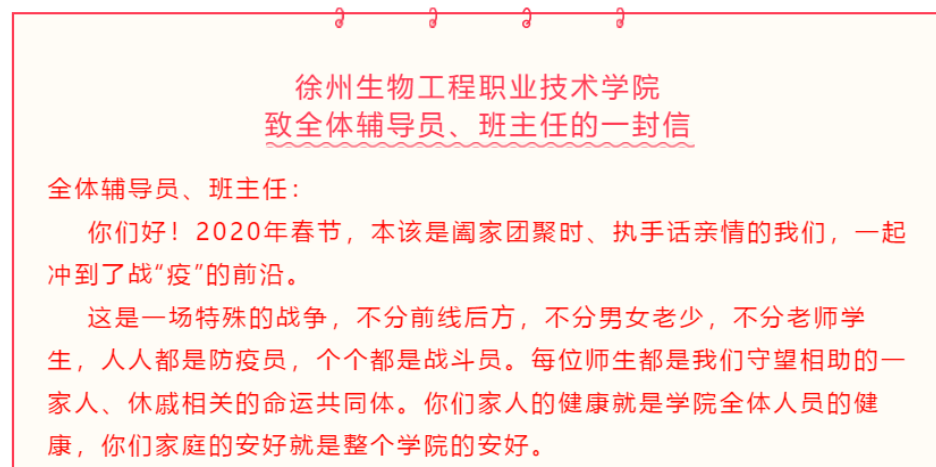 徐州生物工程职业技术学院
致全体辅导员、班主任的一封信
全体辅导员、班主任：
你们好！2020年春节，本该是阖家团聚时、执手话亲情的我们，一起
冲到了战“疫”的前沿。
这是一场特殊的战争，不分前线后方，不分男女老少，不分老师学
生，人人都是防疫员，个个都是战斗员。每位师生都是我们守望相助的一
家人、休戚相关的命运共同体。你们家人的健康就是学院全体人员的健
康，你们家庭的安好就是整个学院的安好。